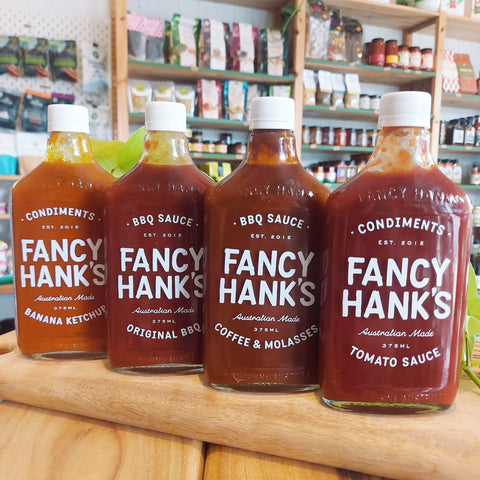 · CONDIMENTS ·
EST. 2012
FANCY
HANK'S
Australian Made
375ML
BANANA KETCHUP
· BBQ SAUCE ·
EST. 2012
FANCY
HANK'S
Australian Made
375ML
ORIGINAL BBQ
· BBQ SAUCE ·
EST. 2012
FANCY
HANK'S
Australian Made
375ML
COFFEE & MOLASSES
· CONDIMENTS ·
EST. 2012
FANCY
HANK'S
Australian Made
375ML
TOMATO SAUCE